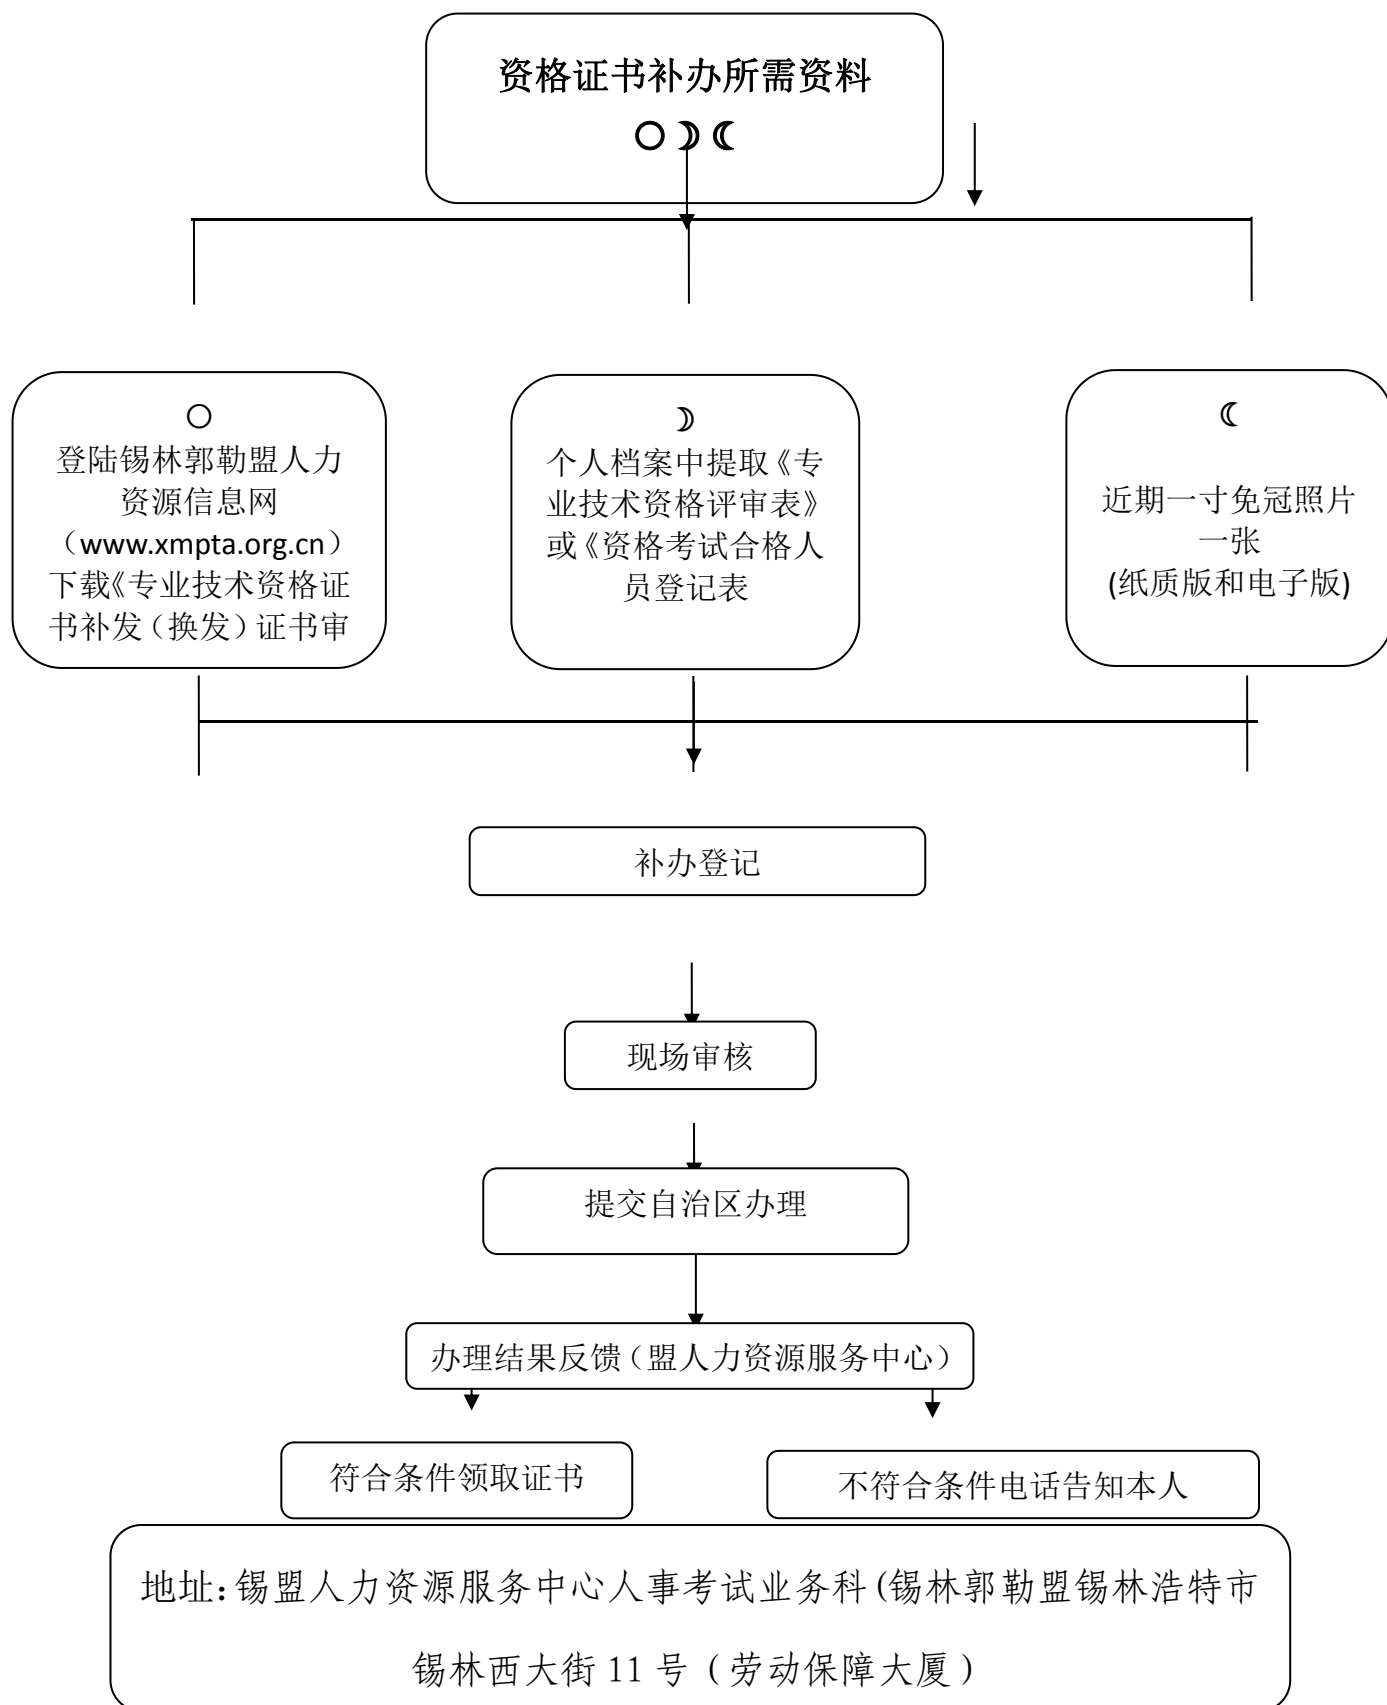 资格证书补办所需资料
○☽☾
○
登陆锡林郭勒盟人力
资源信息网
（www.xmpta.org.cn）
下载《专业技术资格证
书补发（换发）证书审
☽
个人档案中提取《专
业技术资格评审表》
或《资格考试合格人
员登记表
☾
近期一寸免冠照片
一张
(纸质版和电子版)
补办登记
现场审核
提交自治区办理
办理结果反馈（盟人力资源服务中心）
符合条件领取证书
不符合条件电话告知本人
地址：锡盟人力资源服务中心人事考试业务科(锡林郭勒盟锡林浩特市
锡林西大街 11 号（劳动保障大厦）